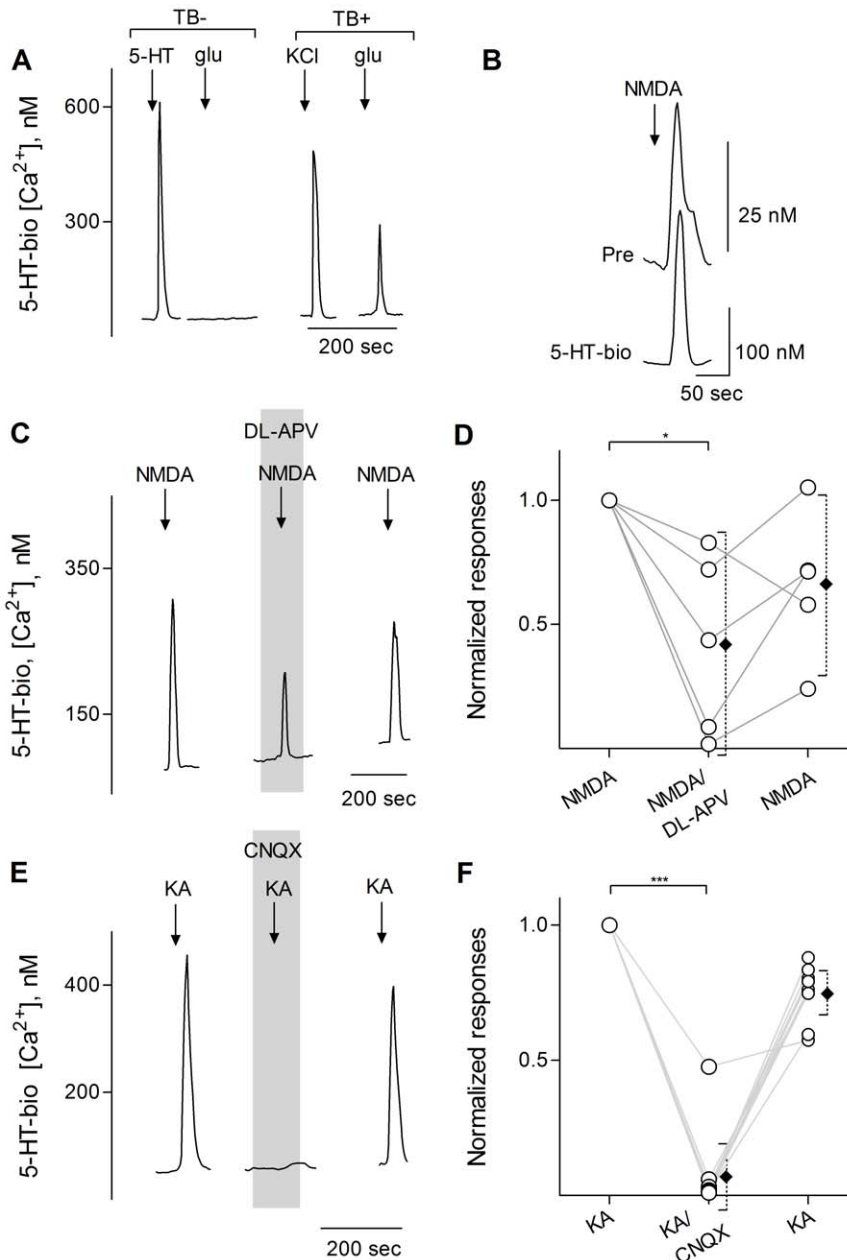 A
TB-
TB+
5-HT
glu
KCl
glu
600
300
5-HT-bio [Ca2+], nM
200 sec
B
NMDA
25 nM
Pre
5-HT-bio
100 nM
50 sec
C
DL-APV
NMDA
NMDA
NMDA
350
150
5-HT-bio, [Ca2+], nM
200 sec
D
*
1.0
0.5
Normalized responses
NMDA
NMDA/
DL-APV
NMDA
E
CNQX
KA
KA
KA
400
200
5-HT-bio [Ca2+], nM
200 sec
F
***
1.0
0.5
Normalized responses
KA
KA/
CNQX
KA